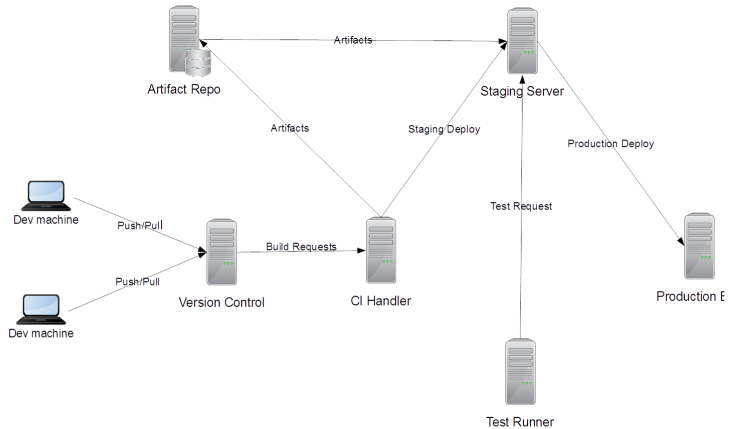 Artifacts
Artifact Repo
Staging Server
Artifacts
Staging Deploy
Production Deploy
Dev machine
Push/Pull
Test Request
Build Requests
Push/Pull
Version Control
CI Handler
Production E
Dev machine
Test Runner